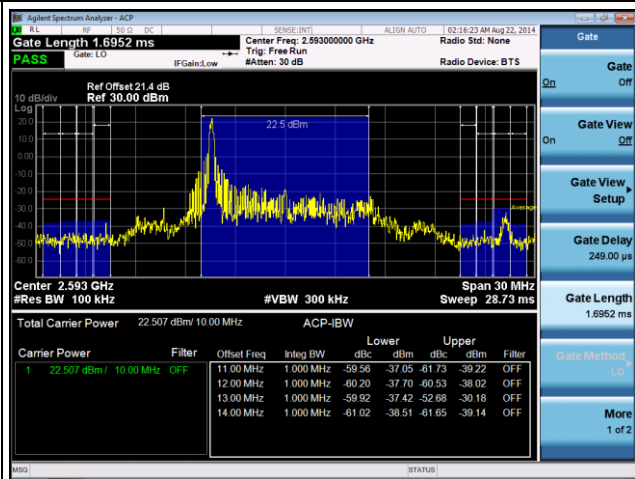 Agilent Spectrum Analyzer - ACP
RL RF 50 Ω DC SENSE:INT ALIGN AUTO 02:16:23 AM Aug 22, 2014
Gate Length 1.6952 ms
Center Freq: 2.593000000 GHz
Radio Std: None
PASS
Gate: LO
IFGain:Low
Trig: Free Run
#Atten: 30 dB
Radio Device: BTS
Ref Offset 21.4 dB
10 dB/div Ref 30.00 dBm
Log
20.0
10.0
0.00
-10.0
-20.0
-30.0
-40.0
-50.0
-60.0
22.5 dBm
Average
Center 2.593 GHz
Span 30 MHz
#Res BW 100 kHz
#VBW 300 kHz
Sweep 28.73 ms
Total Carrier Power 22.507 dBm/ 10.00 MHz
ACP-IBW
Lower Upper
Carrier Power Filter
Offset Freq Integ BW dBc dBm dBc dBm Filter
1 22.507 dBm / 10.00 MHz OFF
11.00 MHz 1.000 MHz -59.56 -37.05 -61.73 -39.22 OFF
12.00 MHz 1.000 MHz -60.20 -37.70 -60.53 -38.02 OFF
13.00 MHz 1.000 MHz -59.92 -37.42 -52.68 -30.18 OFF
14.00 MHz 1.000 MHz -61.02 -38.51 -61.65 -39.14 OFF
MSG
STATUS
Gate
Gate
On Off
Gate View
On Off
Gate View
Setup
Gate Delay
249.00 µs
Gate Length
1.6952 ms
Gate Method
LO
More
1 of 2